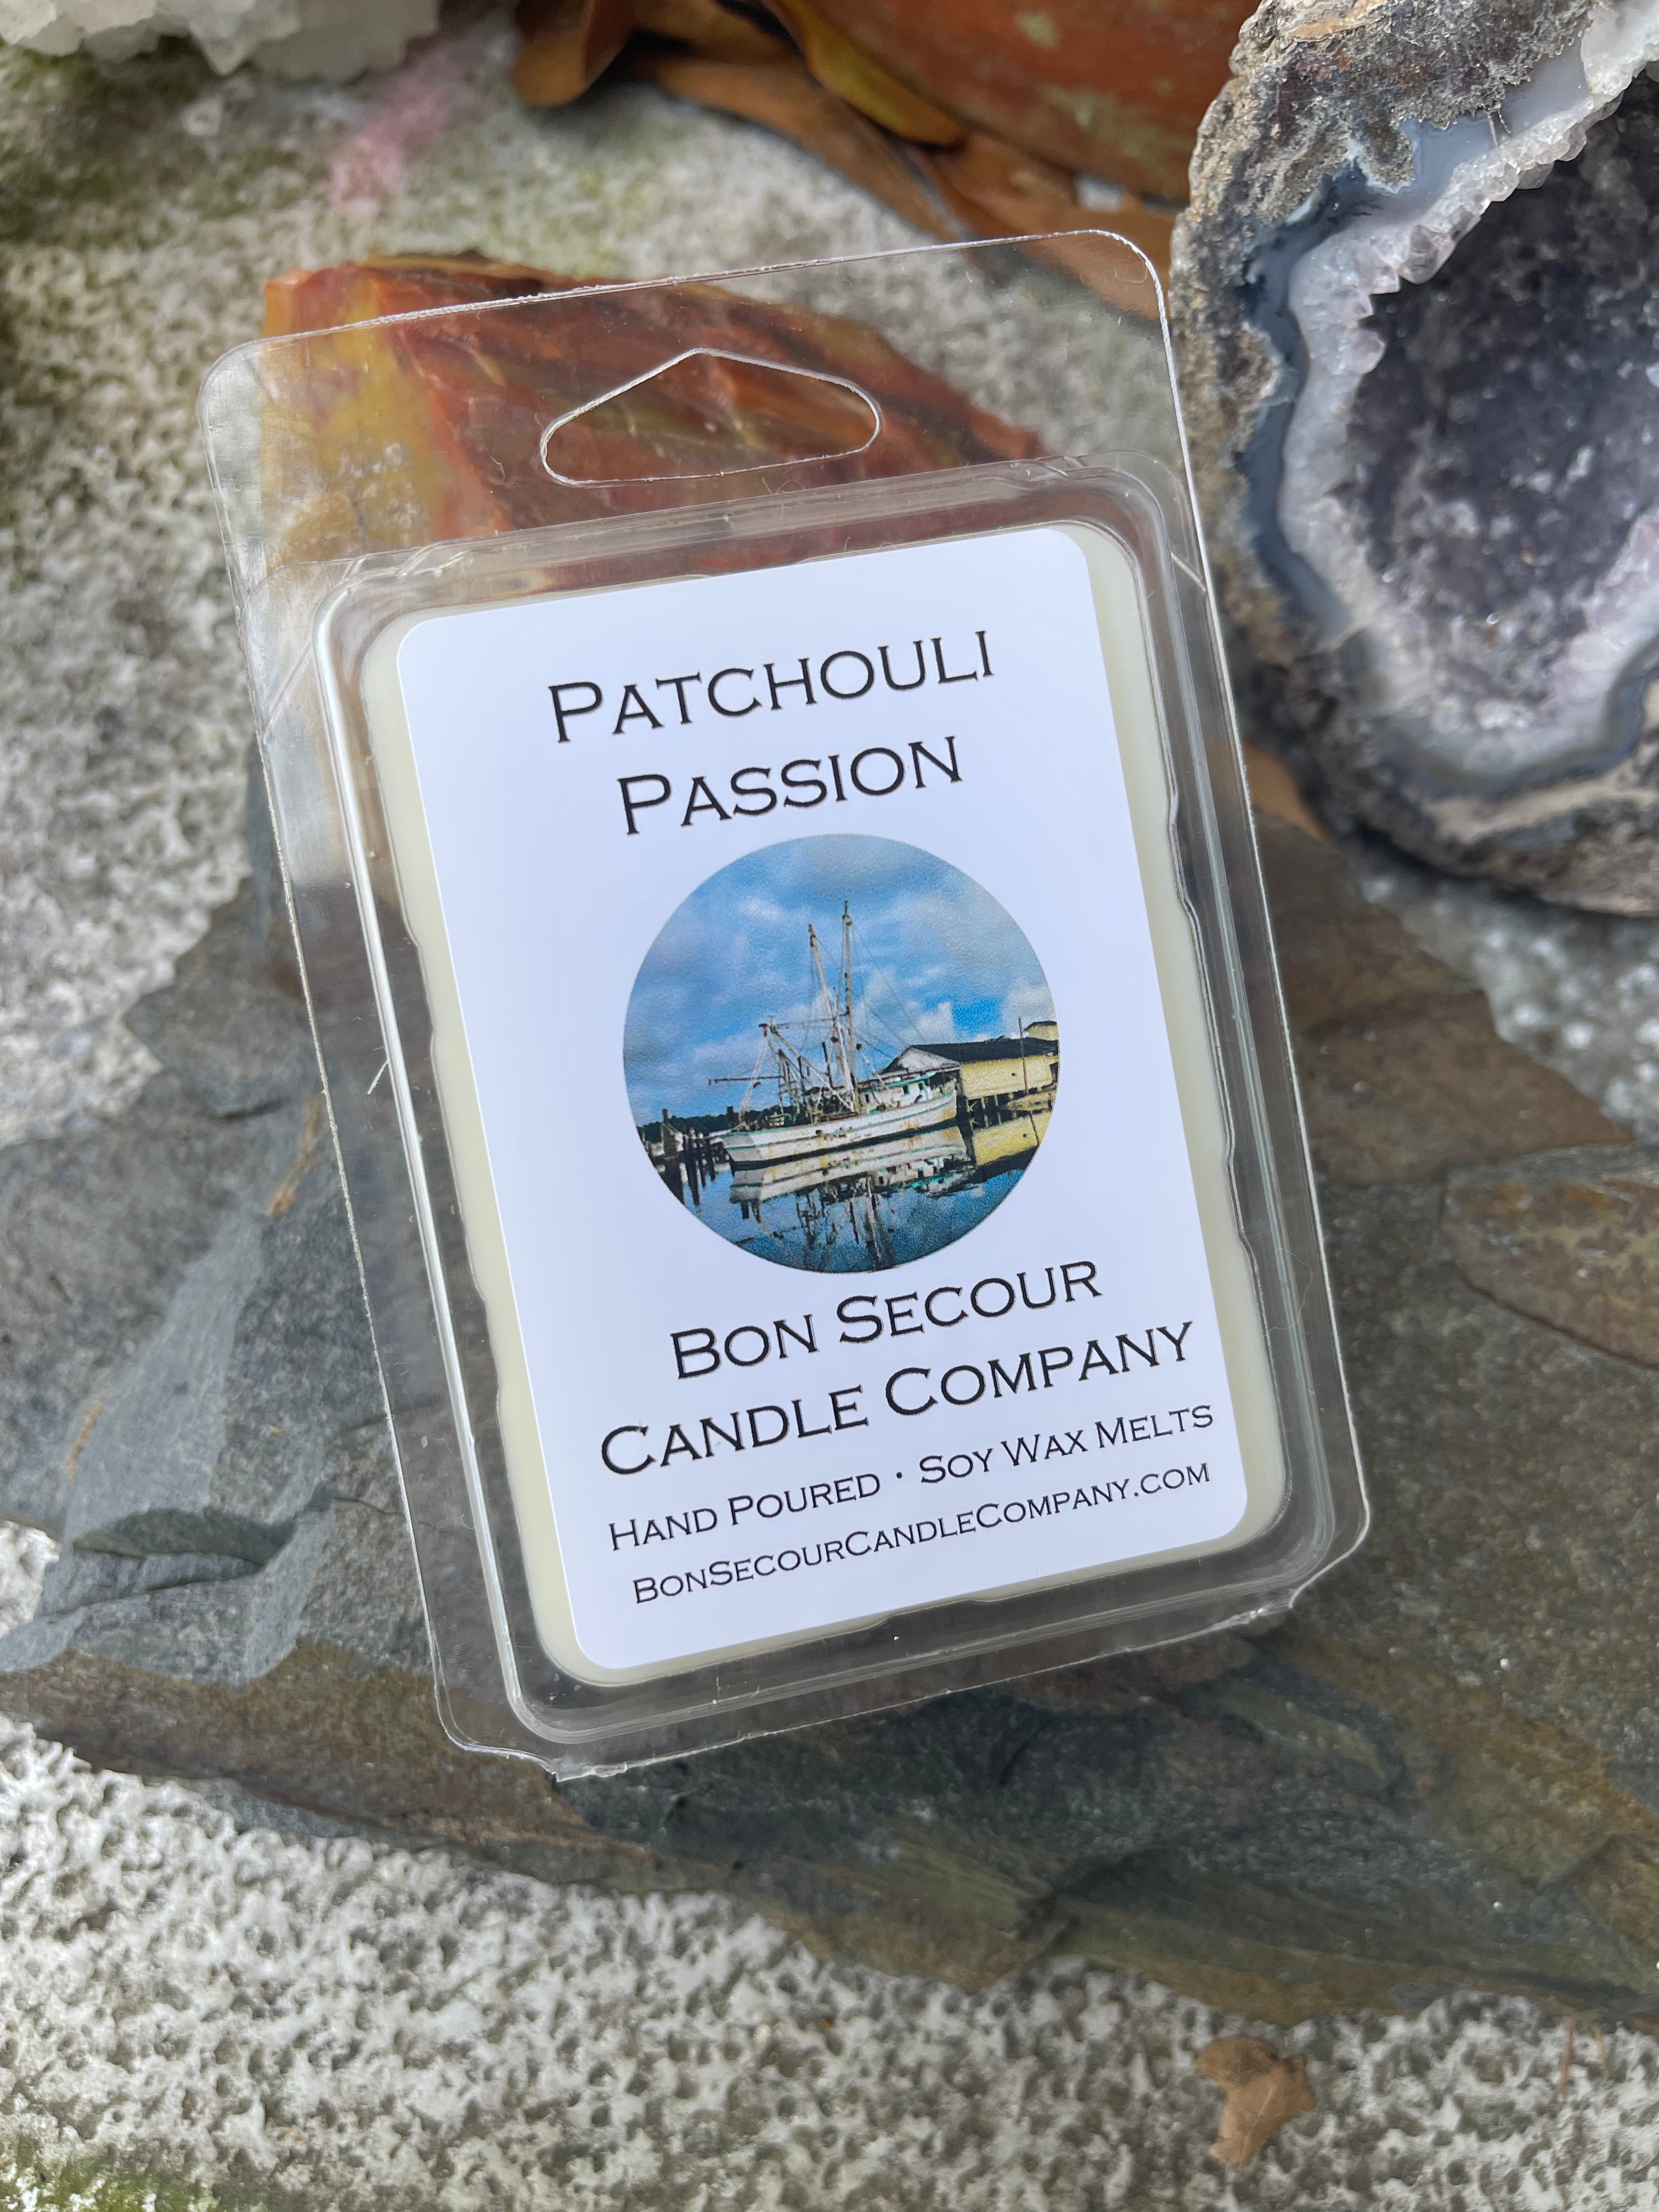 Patchouli
Passion
Bon Secour
Candle Company
Hand Poured • Soy Wax Melts
BonSecourCandleCompany.com